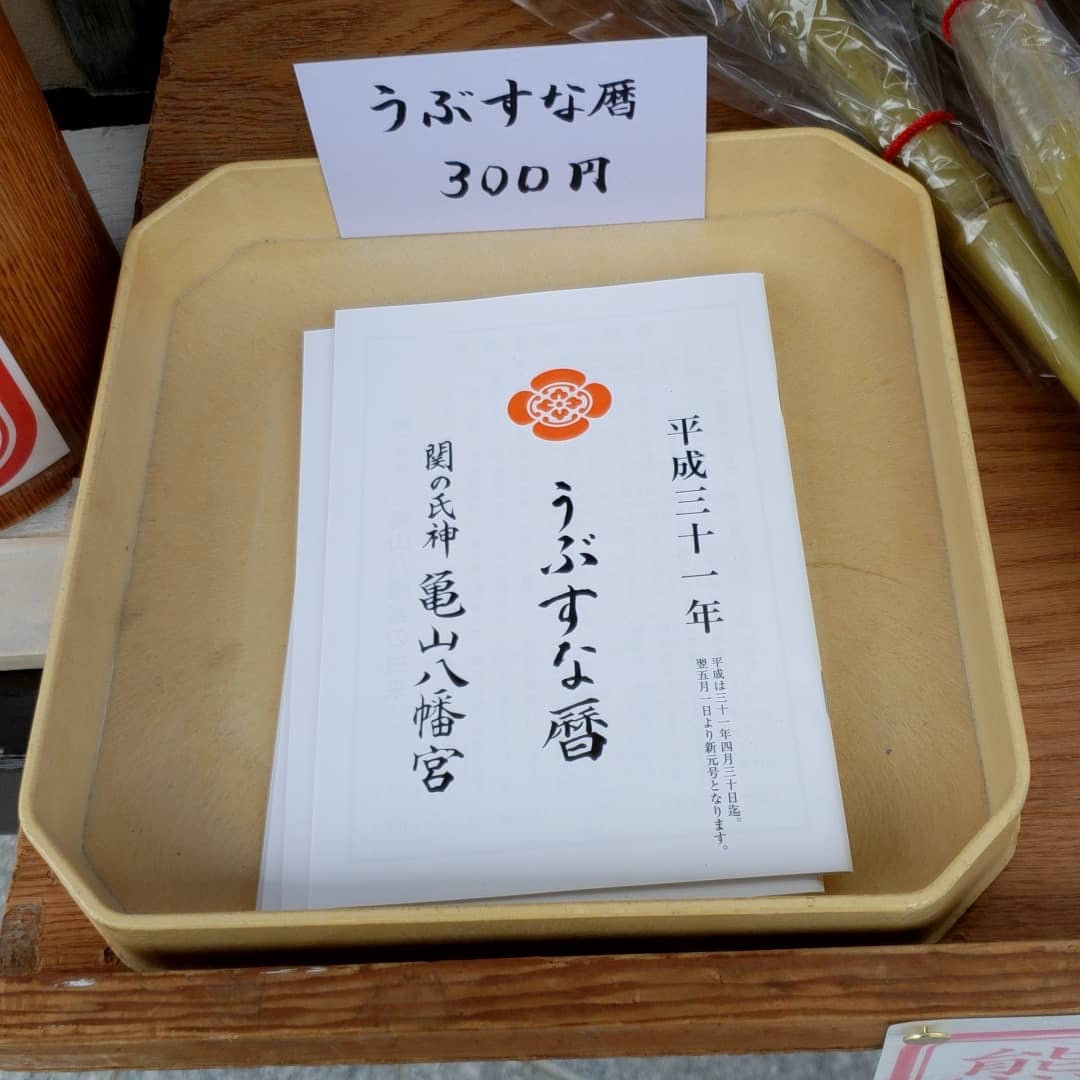 うぶすな暦
300円
平成三十一年
平成は三十一年四月三十日迄。
翌五月一日より新元号となります。
うぶすな暦
関の氏神 亀山八幡宮
熊